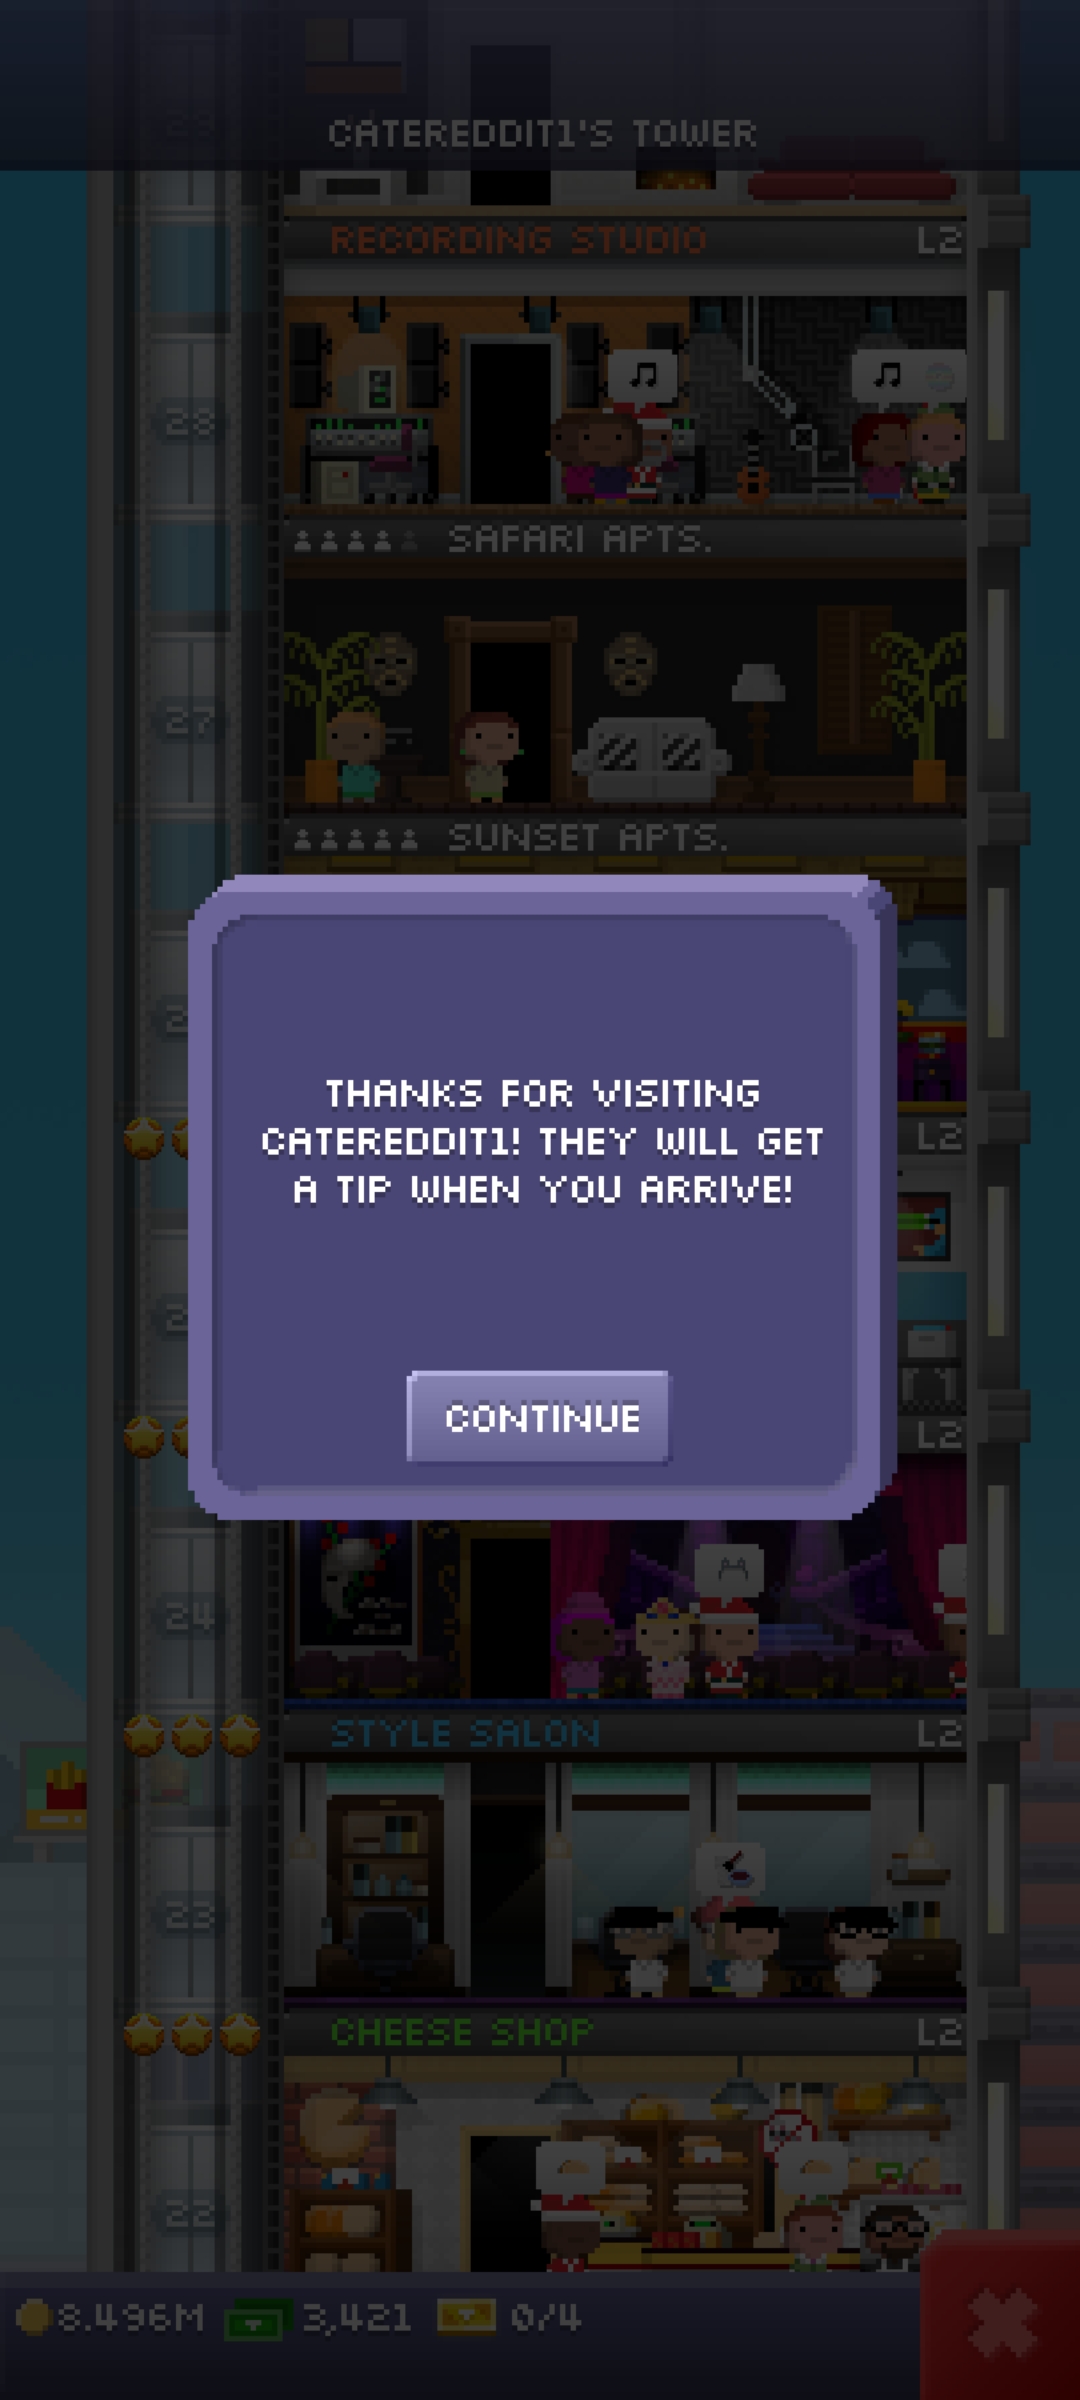 CATEREDDIT1'S TOWER
RECORDING STUDIO L2
28
SAFARI APTS.
27
SUNSET APTS.
L2
THANKS FOR VISITING
CATEREDDIT1! THEY WILL GET
A TIP WHEN YOU ARRIVE!
CONTINUE
L2
24
STYLE SALON L2
23
CHEESE SHOP L2
22
8.496M 3,421 0/4